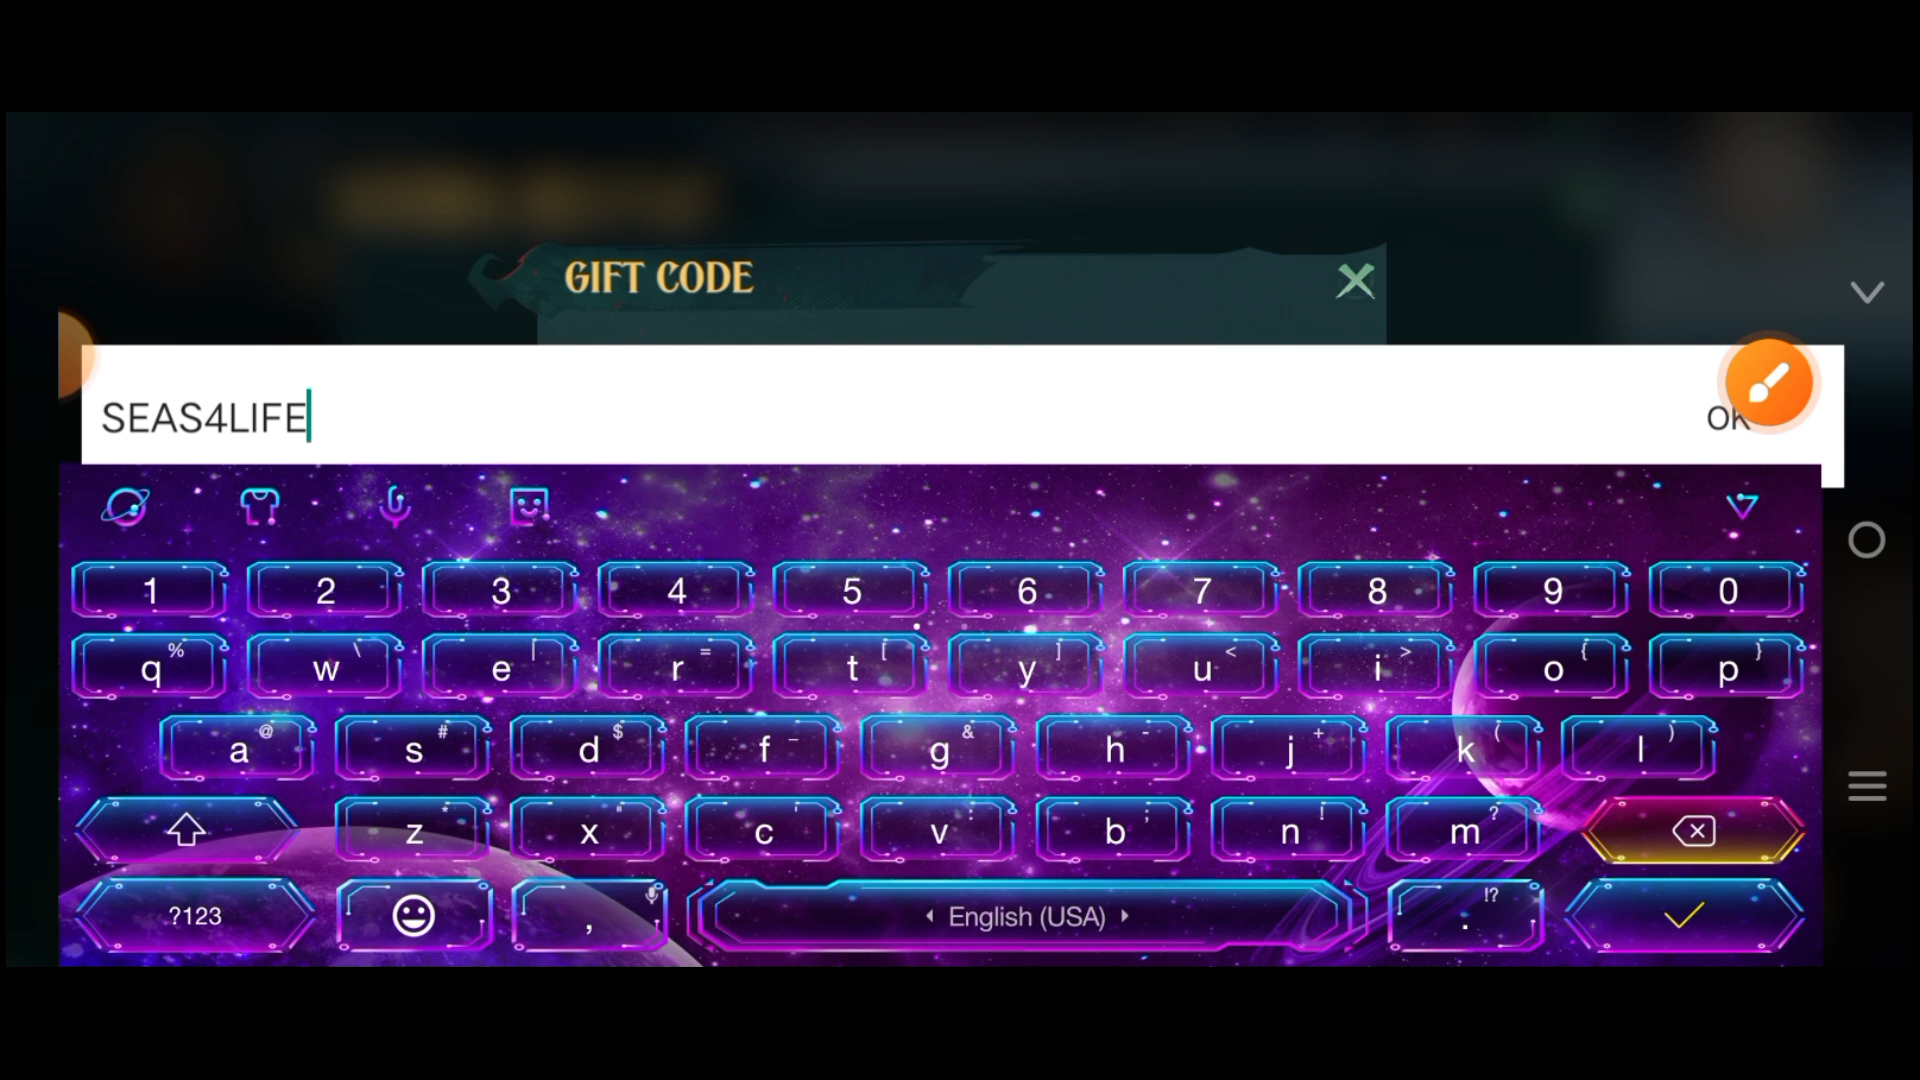 GIFT CODE
SEAS4LIFE
OK
1 2 3 4 5 6 7 8 9 0
q % w \ e | r = t [ y ] u < i > o { p }
a @ s # d $ f _ g & h - j + k ( l )
z * x " c ' v : b ; n ! m ?
?123 , English (USA) . !?